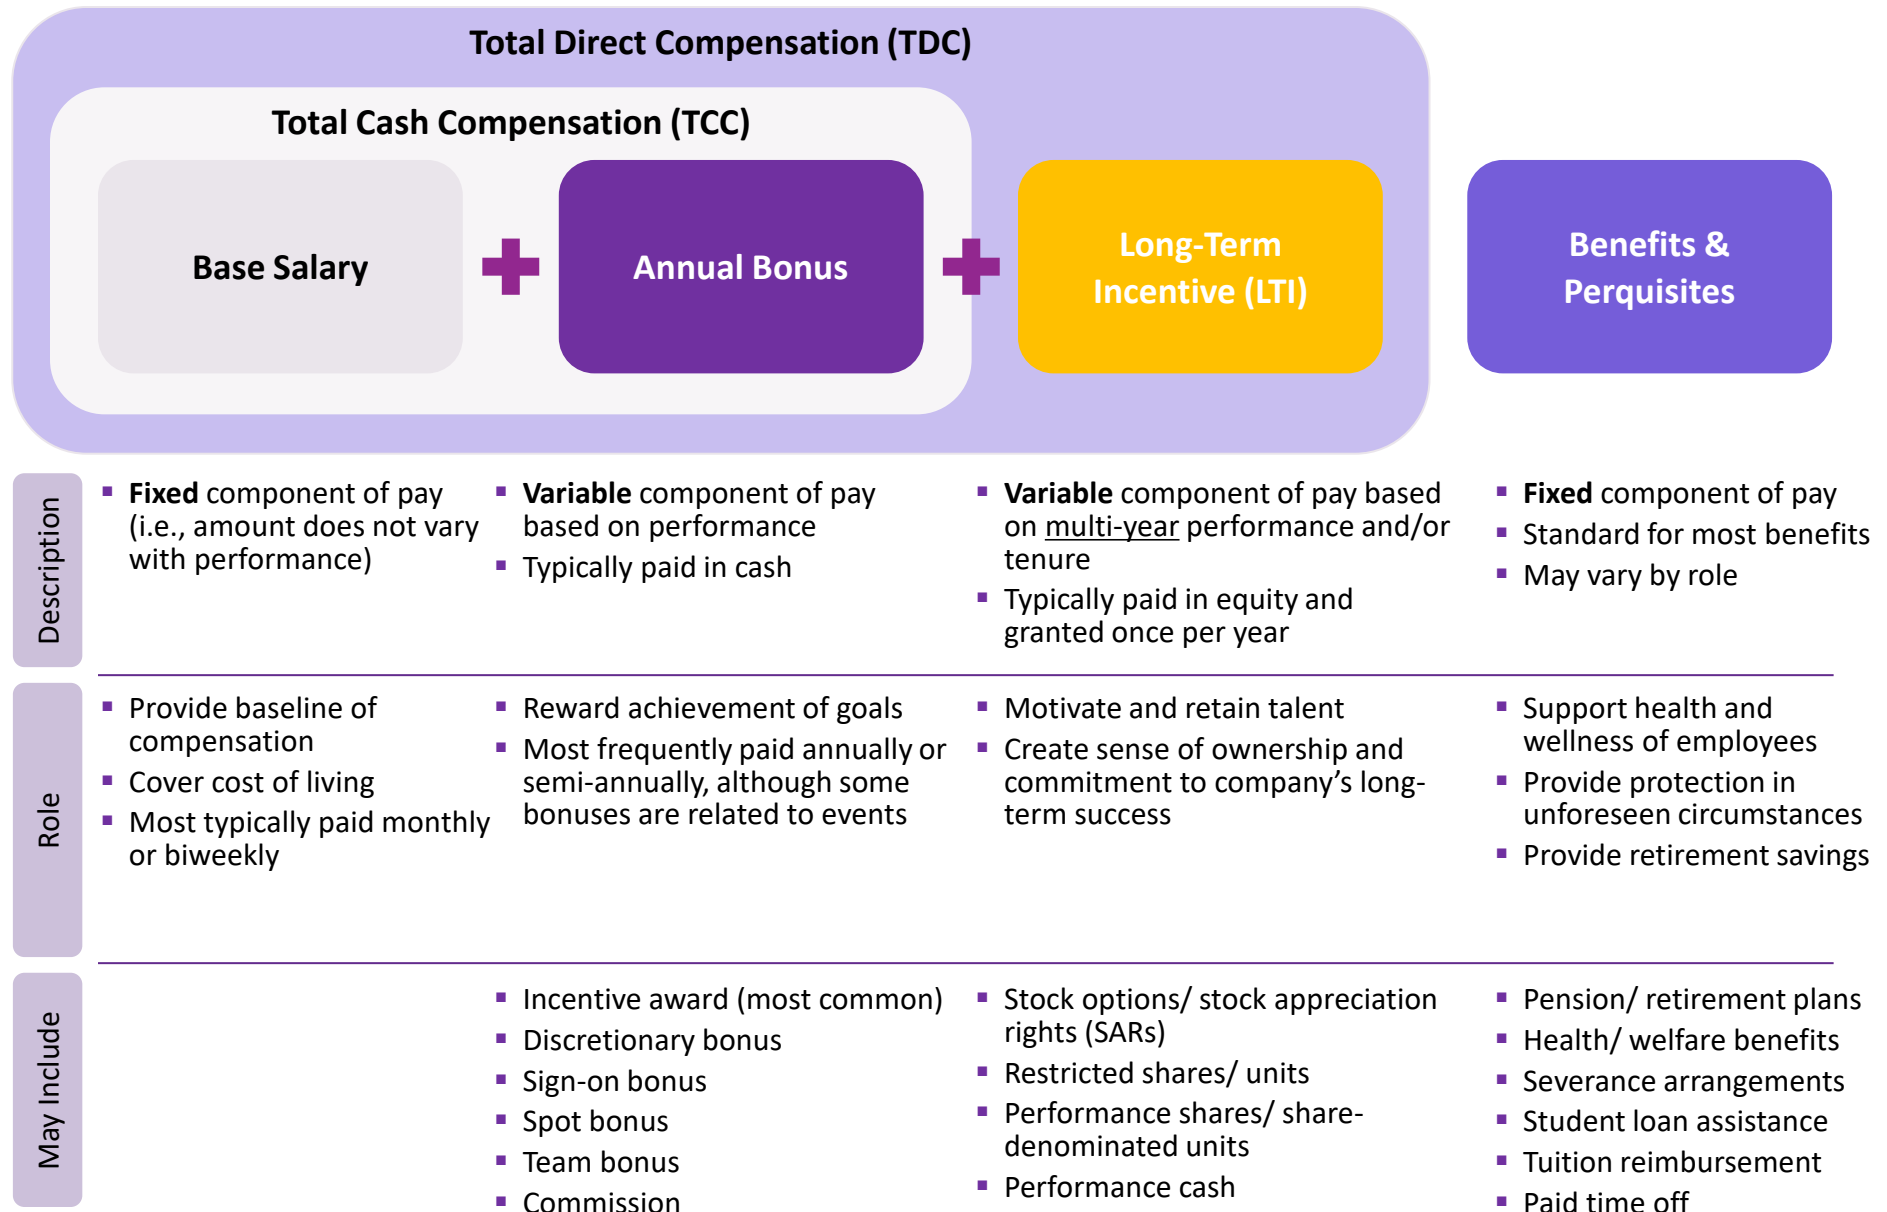 Total Direct Compensation (TDC)
Total Cash Compensation (TCC)
Base Salary
Annual Bonus
Long-Term
Incentive (LTI)
Benefits &
Perquisites
Description
▪ Fixed component of pay
(i.e., amount does not vary
with performance)
▪ Variable component of pay
based on performance
▪ Typically paid in cash
▪ Variable component of pay based
on multi-year performance and/or
tenure
▪ Typically paid in equity and
granted once per year
▪ Fixed component of pay
▪ Standard for most benefits
▪ May vary by role
Role
▪ Provide baseline of
compensation
▪ Cover cost of living
▪ Most typically paid monthly
or biweekly
▪ Reward achievement of goals
▪ Most frequently paid annually or
semi-annually, although some
bonuses are related to events
▪ Motivate and retain talent
▪ Create sense of ownership and
commitment to company’s long-
term success
▪ Support health and
wellness of employees
▪ Provide protection in
unforeseen circumstances
▪ Provide retirement savings
May Include
▪ Incentive award (most common)
▪ Discretionary bonus
▪ Sign-on bonus
▪ Spot bonus
▪ Team bonus
▪ Commission
▪ Stock options/ stock appreciation
rights (SARs)
▪ Restricted shares/ units
▪ Performance shares/ share-
denominated units
▪ Performance cash
▪ Pension/ retirement plans
▪ Health/ welfare benefits
▪ Severance arrangements
▪ Student loan assistance
▪ Tuition reimbursement
▪ Paid time off